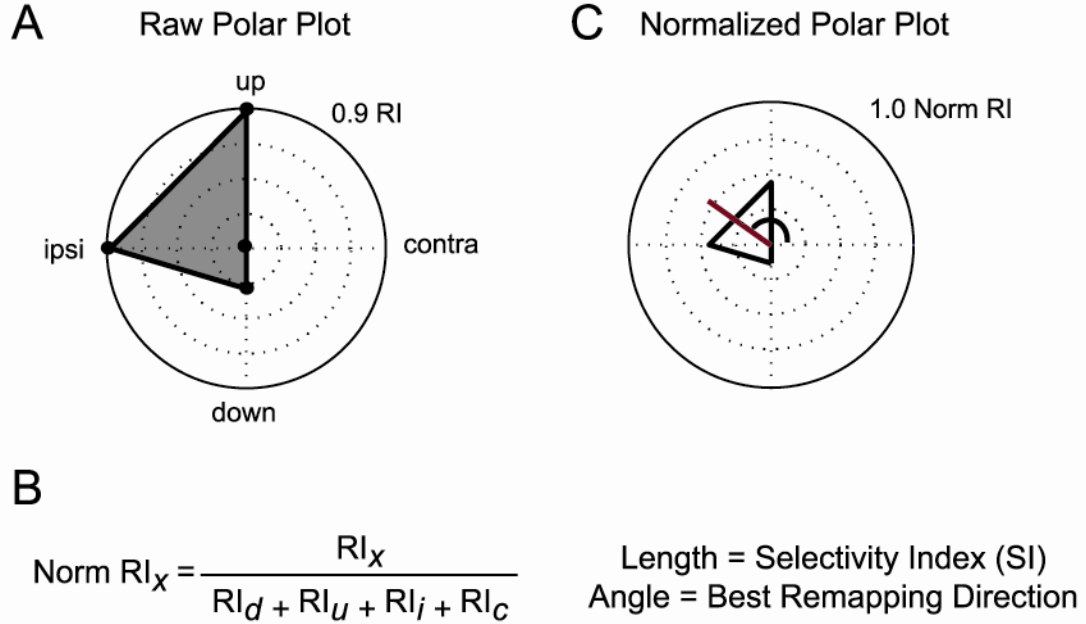 A
Raw Polar Plot
up
0.9 RI
ipsi
contra
down
C
Normalized Polar Plot
1.0 Norm RI
B
Norm RIx = RIx / RId + RIu + RIi + RIc
Length = Selectivity Index (SI)
Angle = Best Remapping Direction